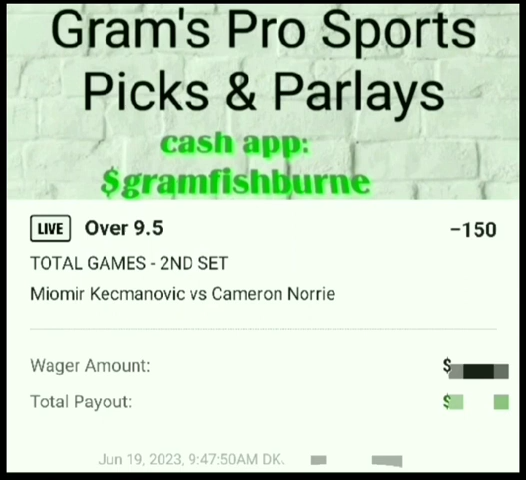 Gram's Pro Sports
Picks & Parlays
cash app:
$gramfishburne
LIVE Over 9.5 −150
TOTAL GAMES - 2ND SET
Miomir Kecmanovic vs Cameron Norrie
Wager Amount: $
Total Payout: $
Jun 19, 2023, 9:47:50AM DK.